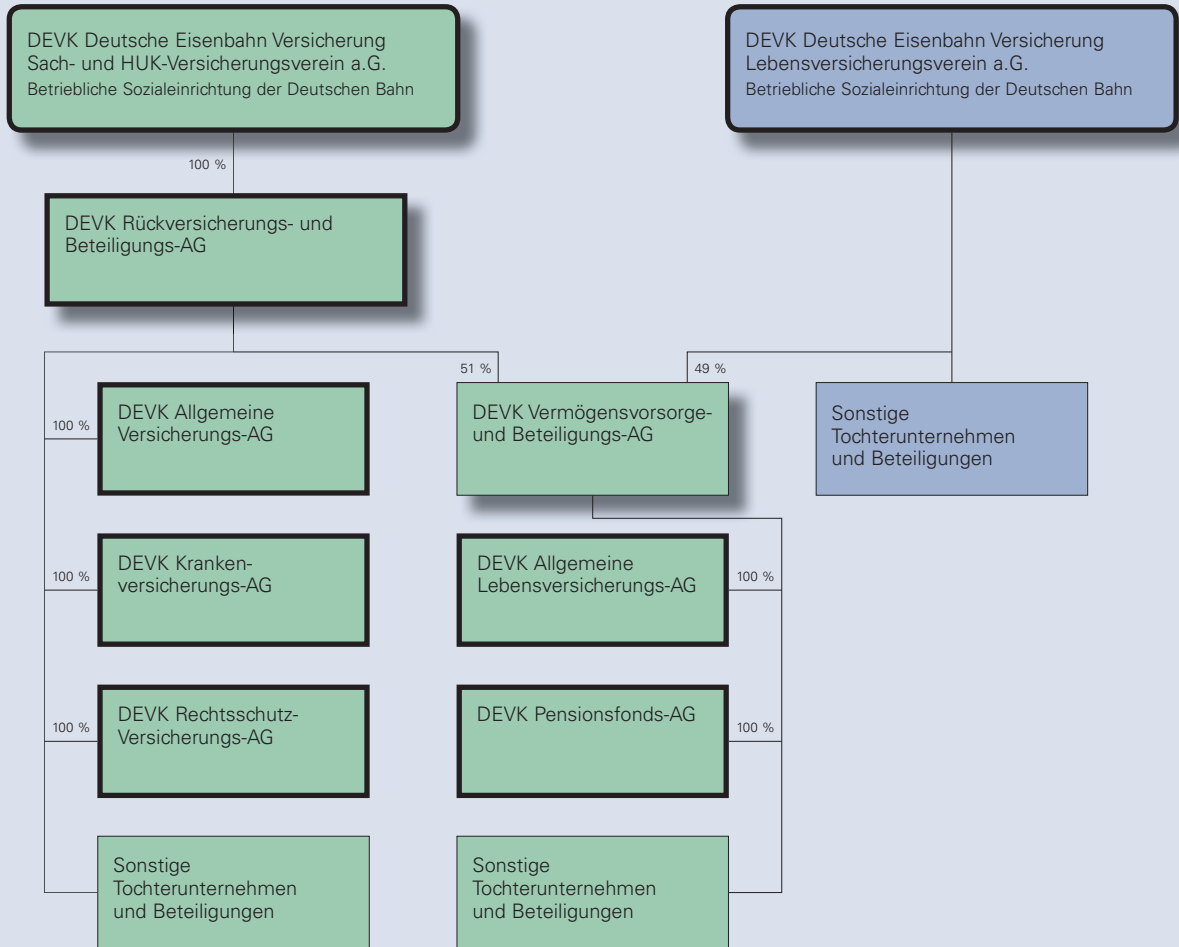 DEVK Deutsche Eisenbahn Versicherung
Sach- und HUK-Versicherungsverein a.G.
Betriebliche Sozialeinrichtung der Deutschen Bahn
DEVK Deutsche Eisenbahn Versicherung
Lebensversicherungsverein a.G.
Betriebliche Sozialeinrichtung der Deutschen Bahn
100 %
DEVK Rückversicherungs- und
Beteiligungs-AG
51 %
49 %
100 %
DEVK Allgemeine
Versicherungs-AG
DEVK Vermögensvorsorge-
und Beteiligungs-AG
Sonstige
Tochterunternehmen
und Beteiligungen
100 %
DEVK Kranken-
versicherungs-AG
DEVK Allgemeine
Lebensversicherungs-AG
100 %
100 %
DEVK Rechtsschutz-
Versicherungs-AG
DEVK Pensionsfonds-AG
100 %
Sonstige
Tochterunternehmen
und Beteiligungen
Sonstige
Tochterunternehmen
und Beteiligungen